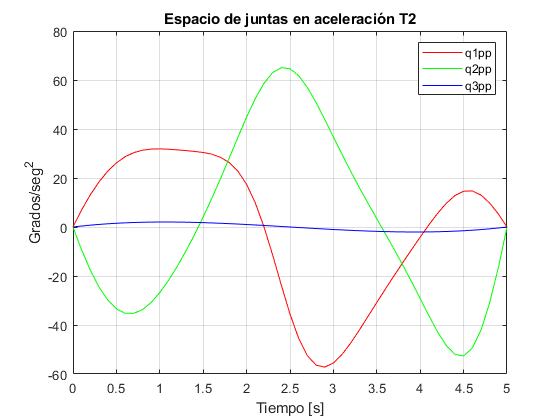 Espacio de juntas en aceleración T2
80
60
40
20
0
-20
-40
-60
Grados/seg²
q1pp
q2pp
q3pp
0 0.5 1 1.5 2 2.5 3 3.5 4 4.5 5
Tiempo [s]